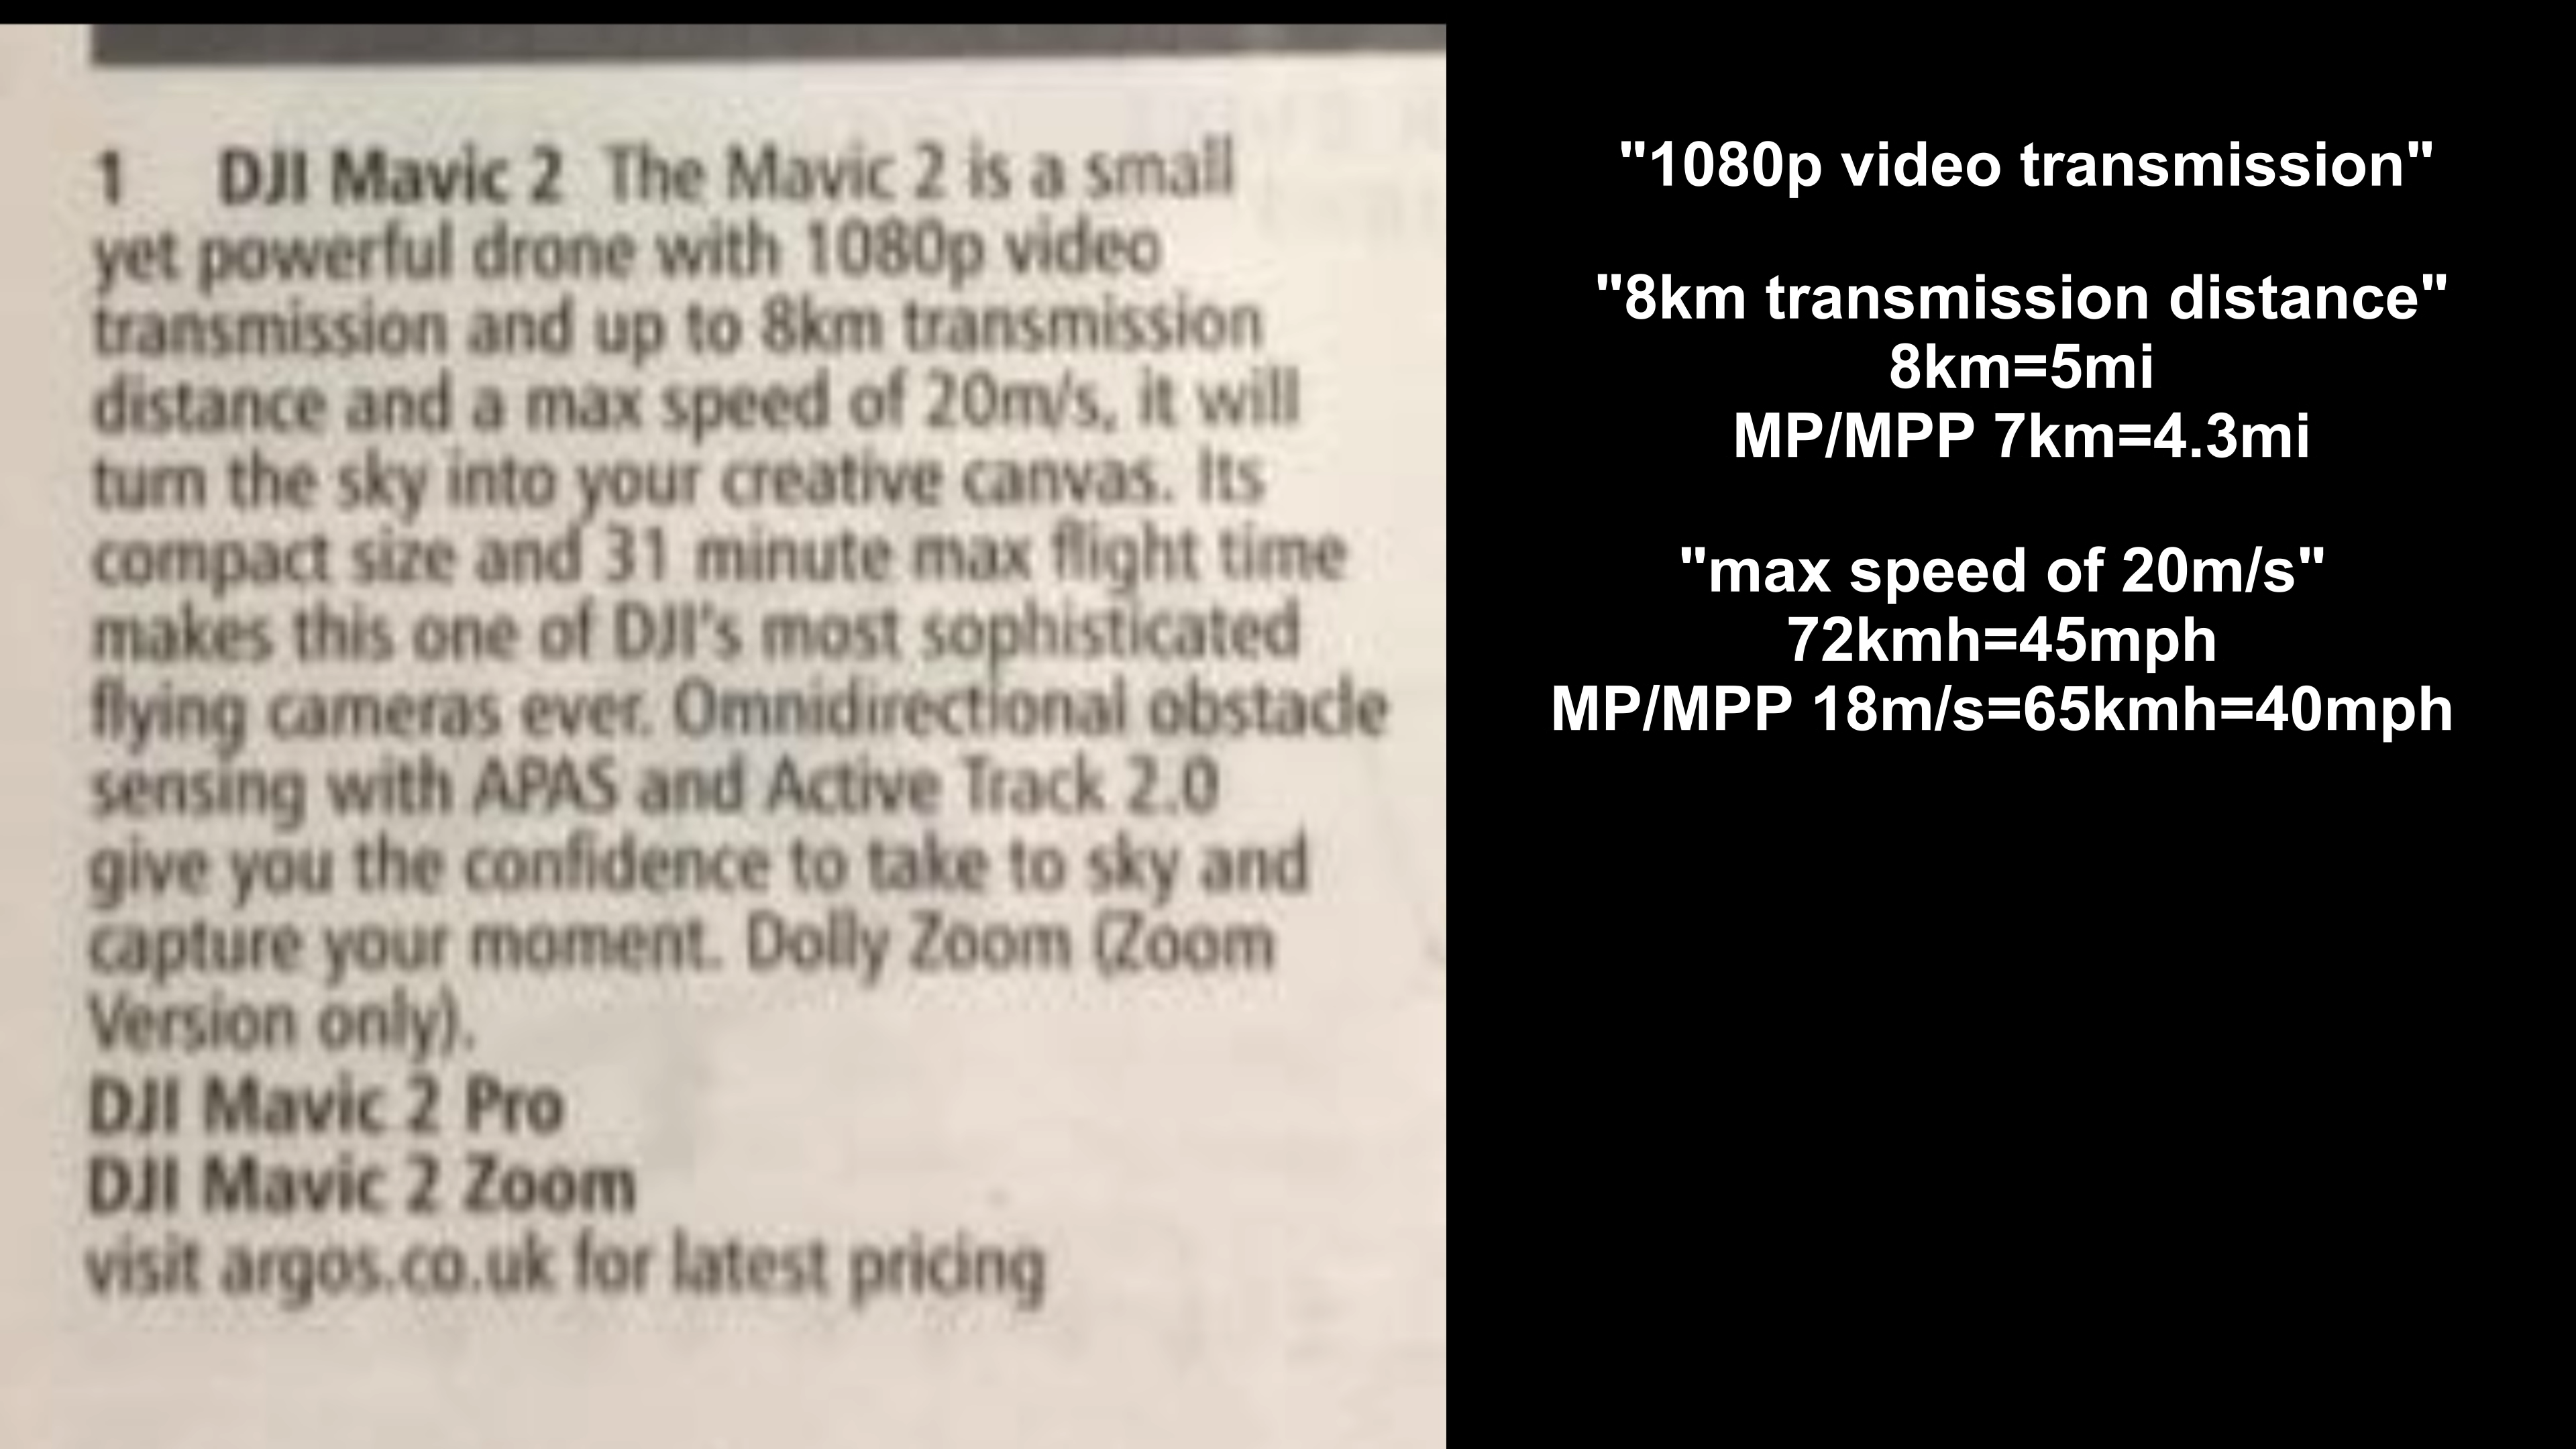 1 DJI Mavic 2 The Mavic 2 is a small
yet powerful drone with 1080p video
transmission and up to 8km transmission
distance and a max speed of 20m/s, it will
turn the sky into your creative canvas. Its
compact size and 31 minute max flight time
makes this one of DJI's most sophisticated
flying cameras ever. Omnidirectional obstacle
sensing with APAS and Active Track 2.0
give you the confidence to take to sky and
capture your moment. Dolly Zoom (Zoom
Version only).
DJI Mavic 2 Pro
DJI Mavic 2 Zoom
visit argos.co.uk for latest pricing
"1080p video transmission"
"8km transmission distance"
8km=5mi
MP/MPP 7km=4.3mi
"max speed of 20m/s"
72kmh=45mph
MP/MPP 18m/s=65kmh=40mph